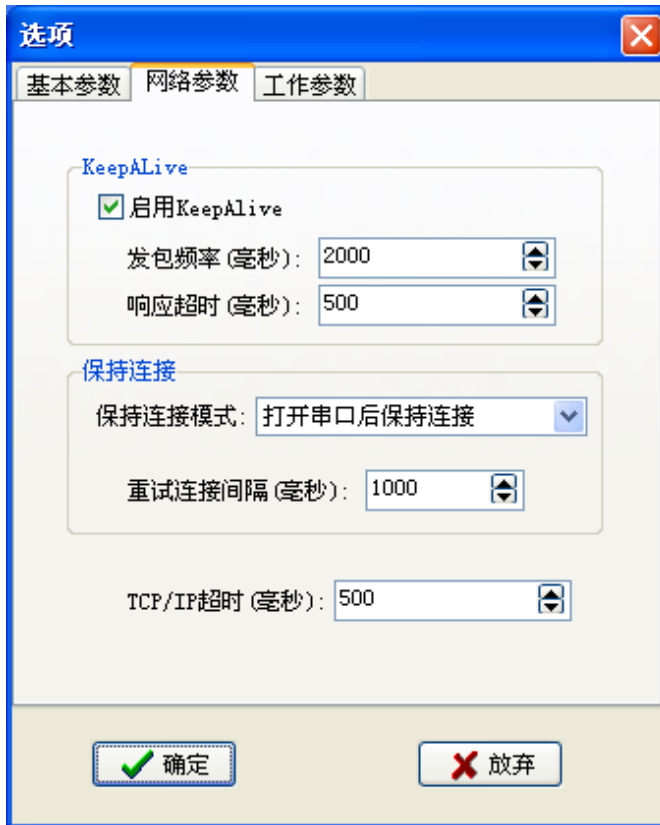 选项
基本参数 网络参数 工作参数
KeepALive
启用KeepAlive
发包频率(毫秒): 2000
响应超时(毫秒): 500
保持连接
保持连接模式: 打开串口后保持连接
重试连接间隔(毫秒): 1000
TCP/IP超时(毫秒): 500
确定 放弃